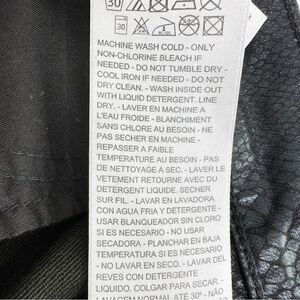 30 30
MACHINE WASH COLD - ONLY
NON-CHLORINE BLEACH IF
NEEDED - DO NOT TUMBLE DRY -
COOL IRON IF NEEDED - DO NOT
DRY CLEAN. - WASH INSIDE OUT
WITH LIQUID DETERGENT. LINE
DRY. - LAVER EN MACHINE A
L'EAU FROIDE - BLANCHIMENT
SANS CHLORE AU BESOIN - NE
PAS SECHER EN MACHINE -
REPASSER A FAIBLE
TEMPERATURE AU BESOIN - PAS
DE NETTOYAGE A SEC. - LAVER LE
VETEMENT RETOURNE AVEC DU
DETERGENT LIQUIDE. SECHER
SUR FIL. - LAVAR EN LAVADORA
CON AGUA FRIA Y DETERGENTE -
USAR BLANQUEADOR SIN CLORO
SI ES NECESARIO - NO USAR
SECADORA - PLANCHAR EN BAJA
TEMPERATURA SI ES NECESARIO
- NO LAVAR EN SECO. - LAVAR DEL
REVES CON DETERGENTE
LIQUIDO. COLGAR PARA SECAR. -
LAVAGEM NORMAL ATÉ 30° -